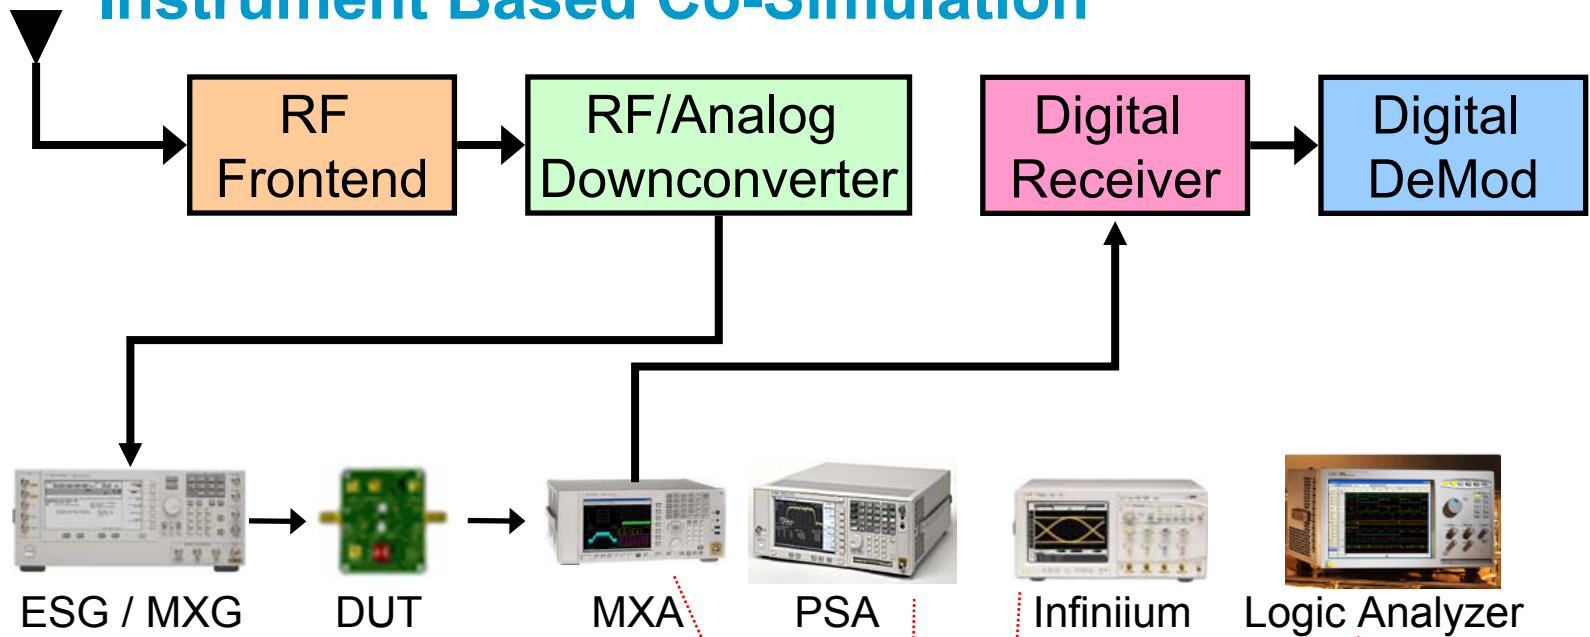 Instrument Based Co-Simulation
RF
Frontend
RF/Analog
Downconverter
Digital
Receiver
Digital
DeMod
ESG / MXG
DUT
MXA
PSA
Infiniium
Logic Analyzer